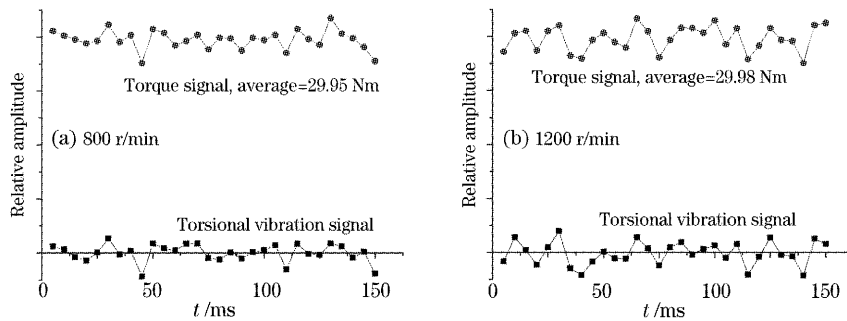 Relative amplitude
Torque signal, average=29.95 Nm
(a) 800 r/min
Torsional vibration signal
0 50 100 150
t /ms
Relative amplitude
Torque signal, average=29.98 Nm
(b) 1200 r/min
Torsional vibration signal
0 50 100 150
t /ms